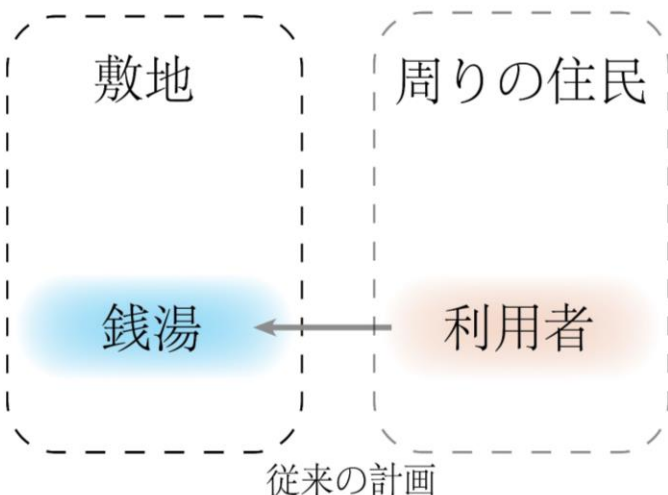 敷地
周りの住民
銭湯
利用者
従来の計画